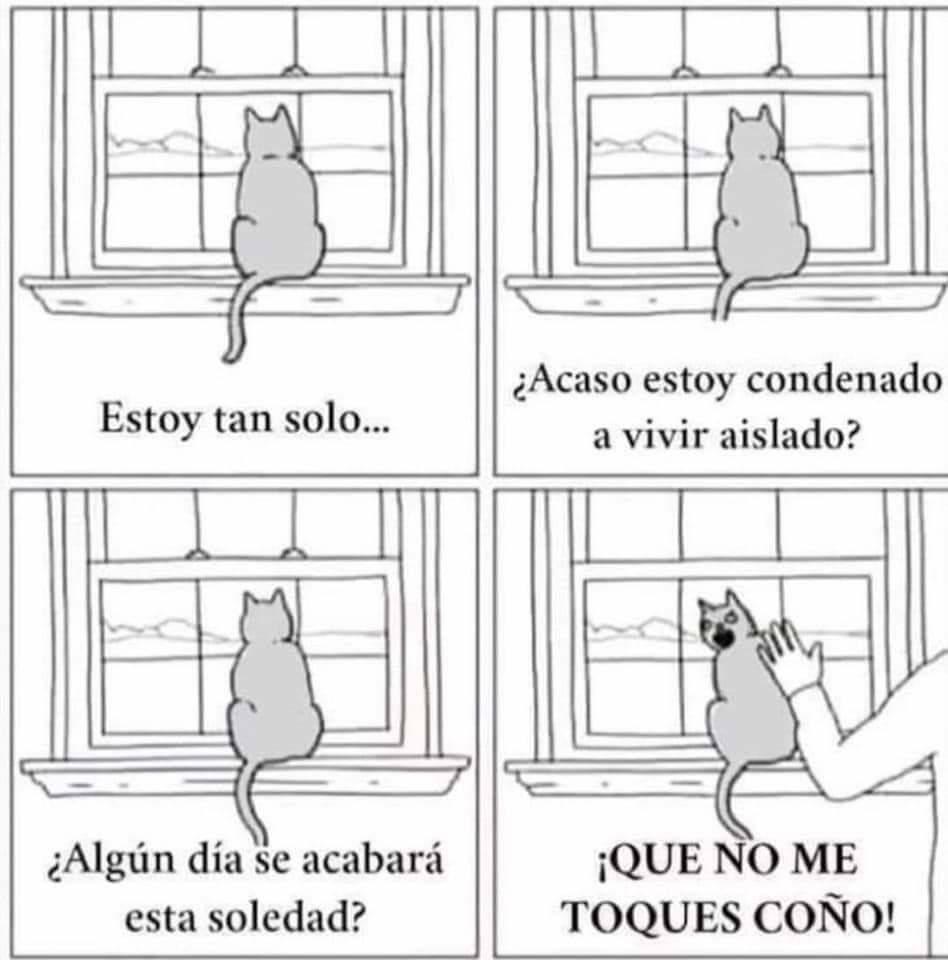 Estoy tan solo...
¿Acaso estoy condenado
a vivir aislado?
¿Algún día se acabará
esta soledad?
¡QUE NO ME
TOQUES COÑO!